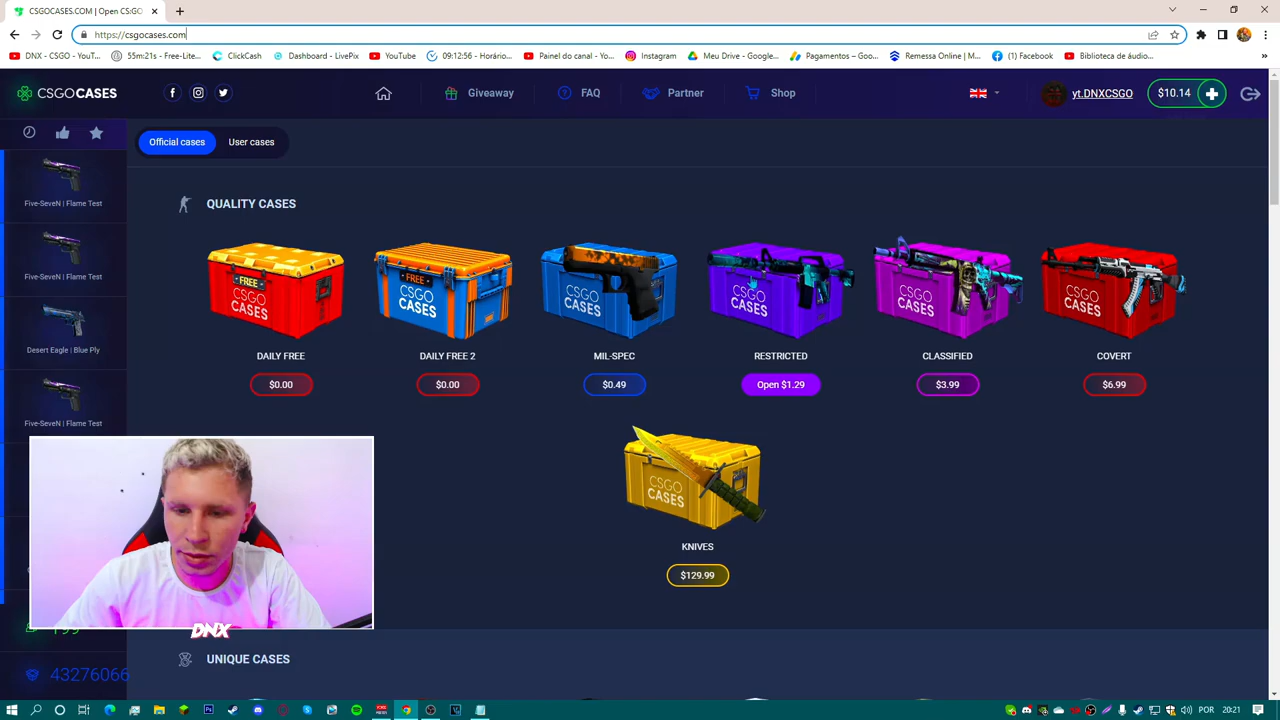 CSGOCASES.COM | Open CS:GO
https://csgocases.com
DNX - CSGO - YouT...
55m:21s - Free-Lite...
ClickCash
Dashboard - LivePix
YouTube
09:12:56 - Horário...
Painel do canal - Yo...
Instagram
Meu Drive - Google...
Pagamentos – Goo...
Remessa Online | M...
(1) Facebook
Biblioteca de áudio...
CSGOCASES
Giveaway
FAQ
Partner
Shop
yt.DNXCSGO
$10.14
Official cases
User cases
Five-SeveN | Flame Test
Five-SeveN | Flame Test
Desert Eagle | Blue Ply
Five-SeveN | Flame Test
QUALITY CASES
FREE
CSGO
CASES
FREE
CSGO
CASES
CSGO
CASES
CSGO
CASES
CSGO
CASES
CSGO
CASES
DAILY FREE
DAILY FREE 2
MIL-SPEC
RESTRICTED
CLASSIFIED
COVERT
$0.00
$0.00
$0.49
Open $1.29
$3.99
$6.99
CSGO
CASES
KNIVES
$129.99
DNX
43276066
UNIQUE CASES
POR
20:21